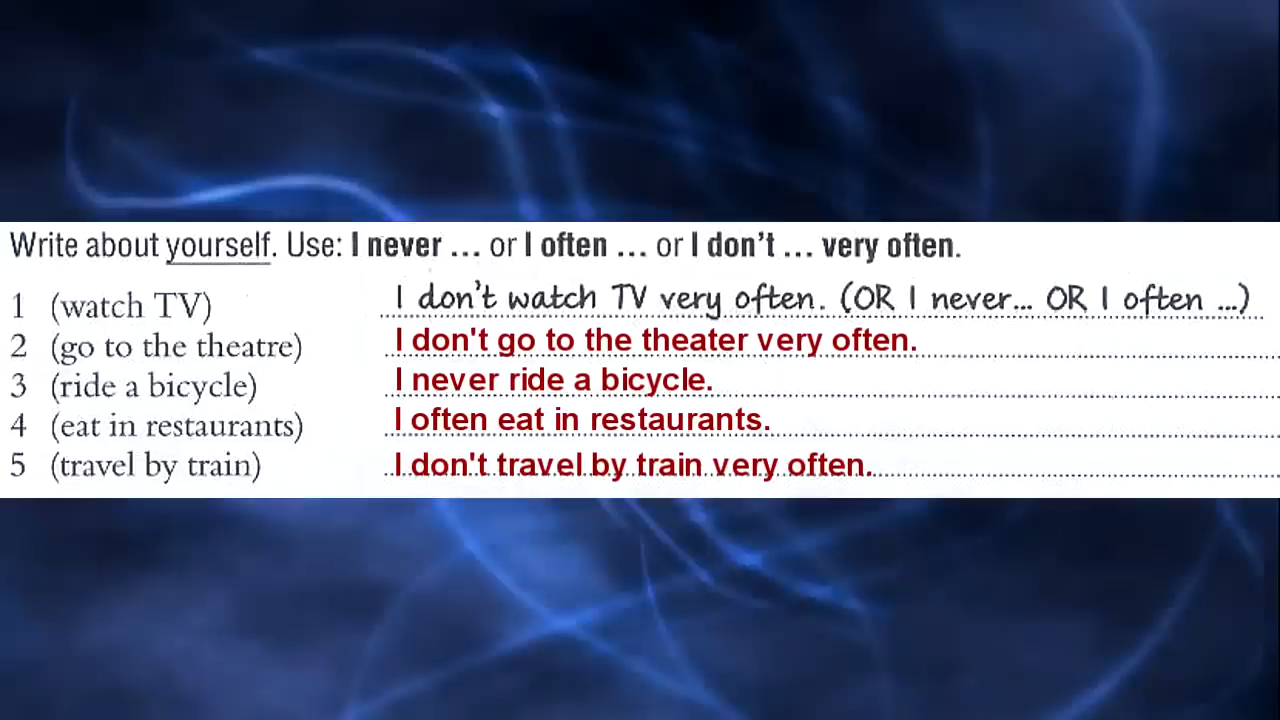 Write about yourself. Use: I never ... or I often ... or I don't ... very often.
1 (watch TV) I don't watch TV very often. (OR I never... OR I often ...)
2 (go to the theatre) I don't go to the theater very often.
3 (ride a bicycle) I never ride a bicycle.
4 (eat in restaurants) I often eat in restaurants.
5 (travel by train) I don't travel by train very often.